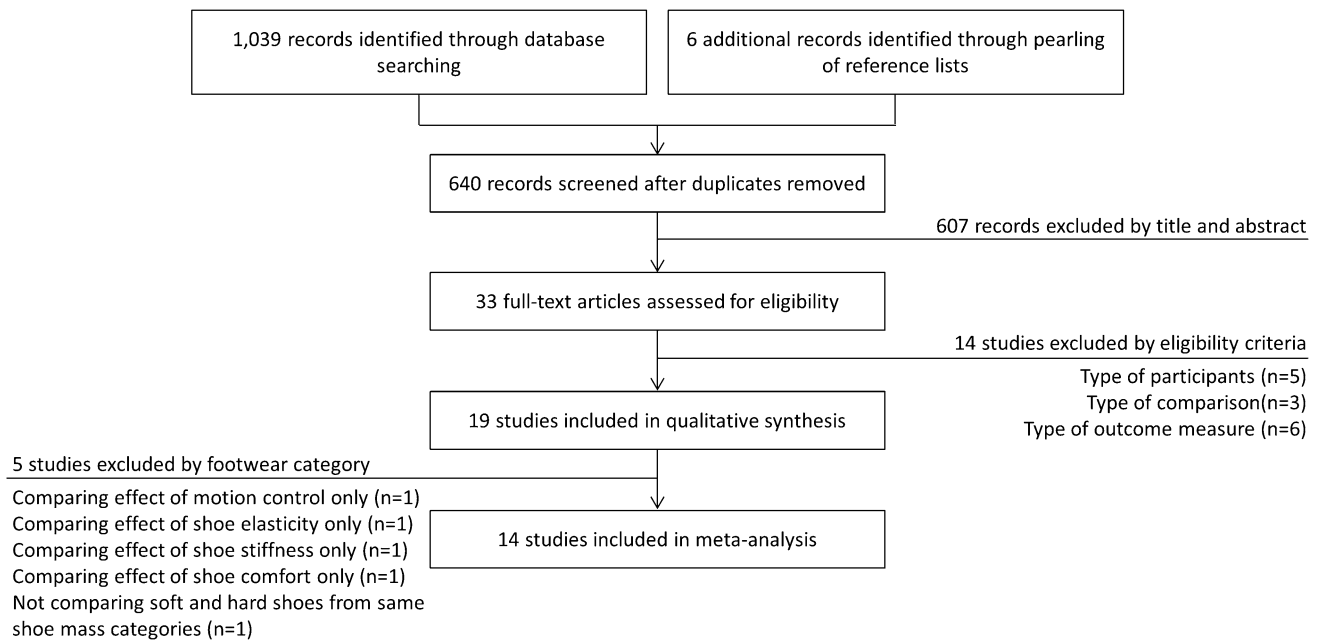 1,039 records identified through database
searching
6 additional records identified through pearling
of reference lists
640 records screened after duplicates removed
607 records excluded by title and abstract
33 full-text articles assessed for eligibility
14 studies excluded by eligibility criteria
Type of participants (n=5)
Type of comparison(n=3)
Type of outcome measure (n=6)
19 studies included in qualitative synthesis
5 studies excluded by footwear category
Comparing effect of motion control only (n=1)
Comparing effect of shoe elasticity only (n=1)
Comparing effect of shoe stiffness only (n=1)
Comparing effect of shoe comfort only (n=1)
Not comparing soft and hard shoes from same
shoe mass categories (n=1)
14 studies included in meta-analysis